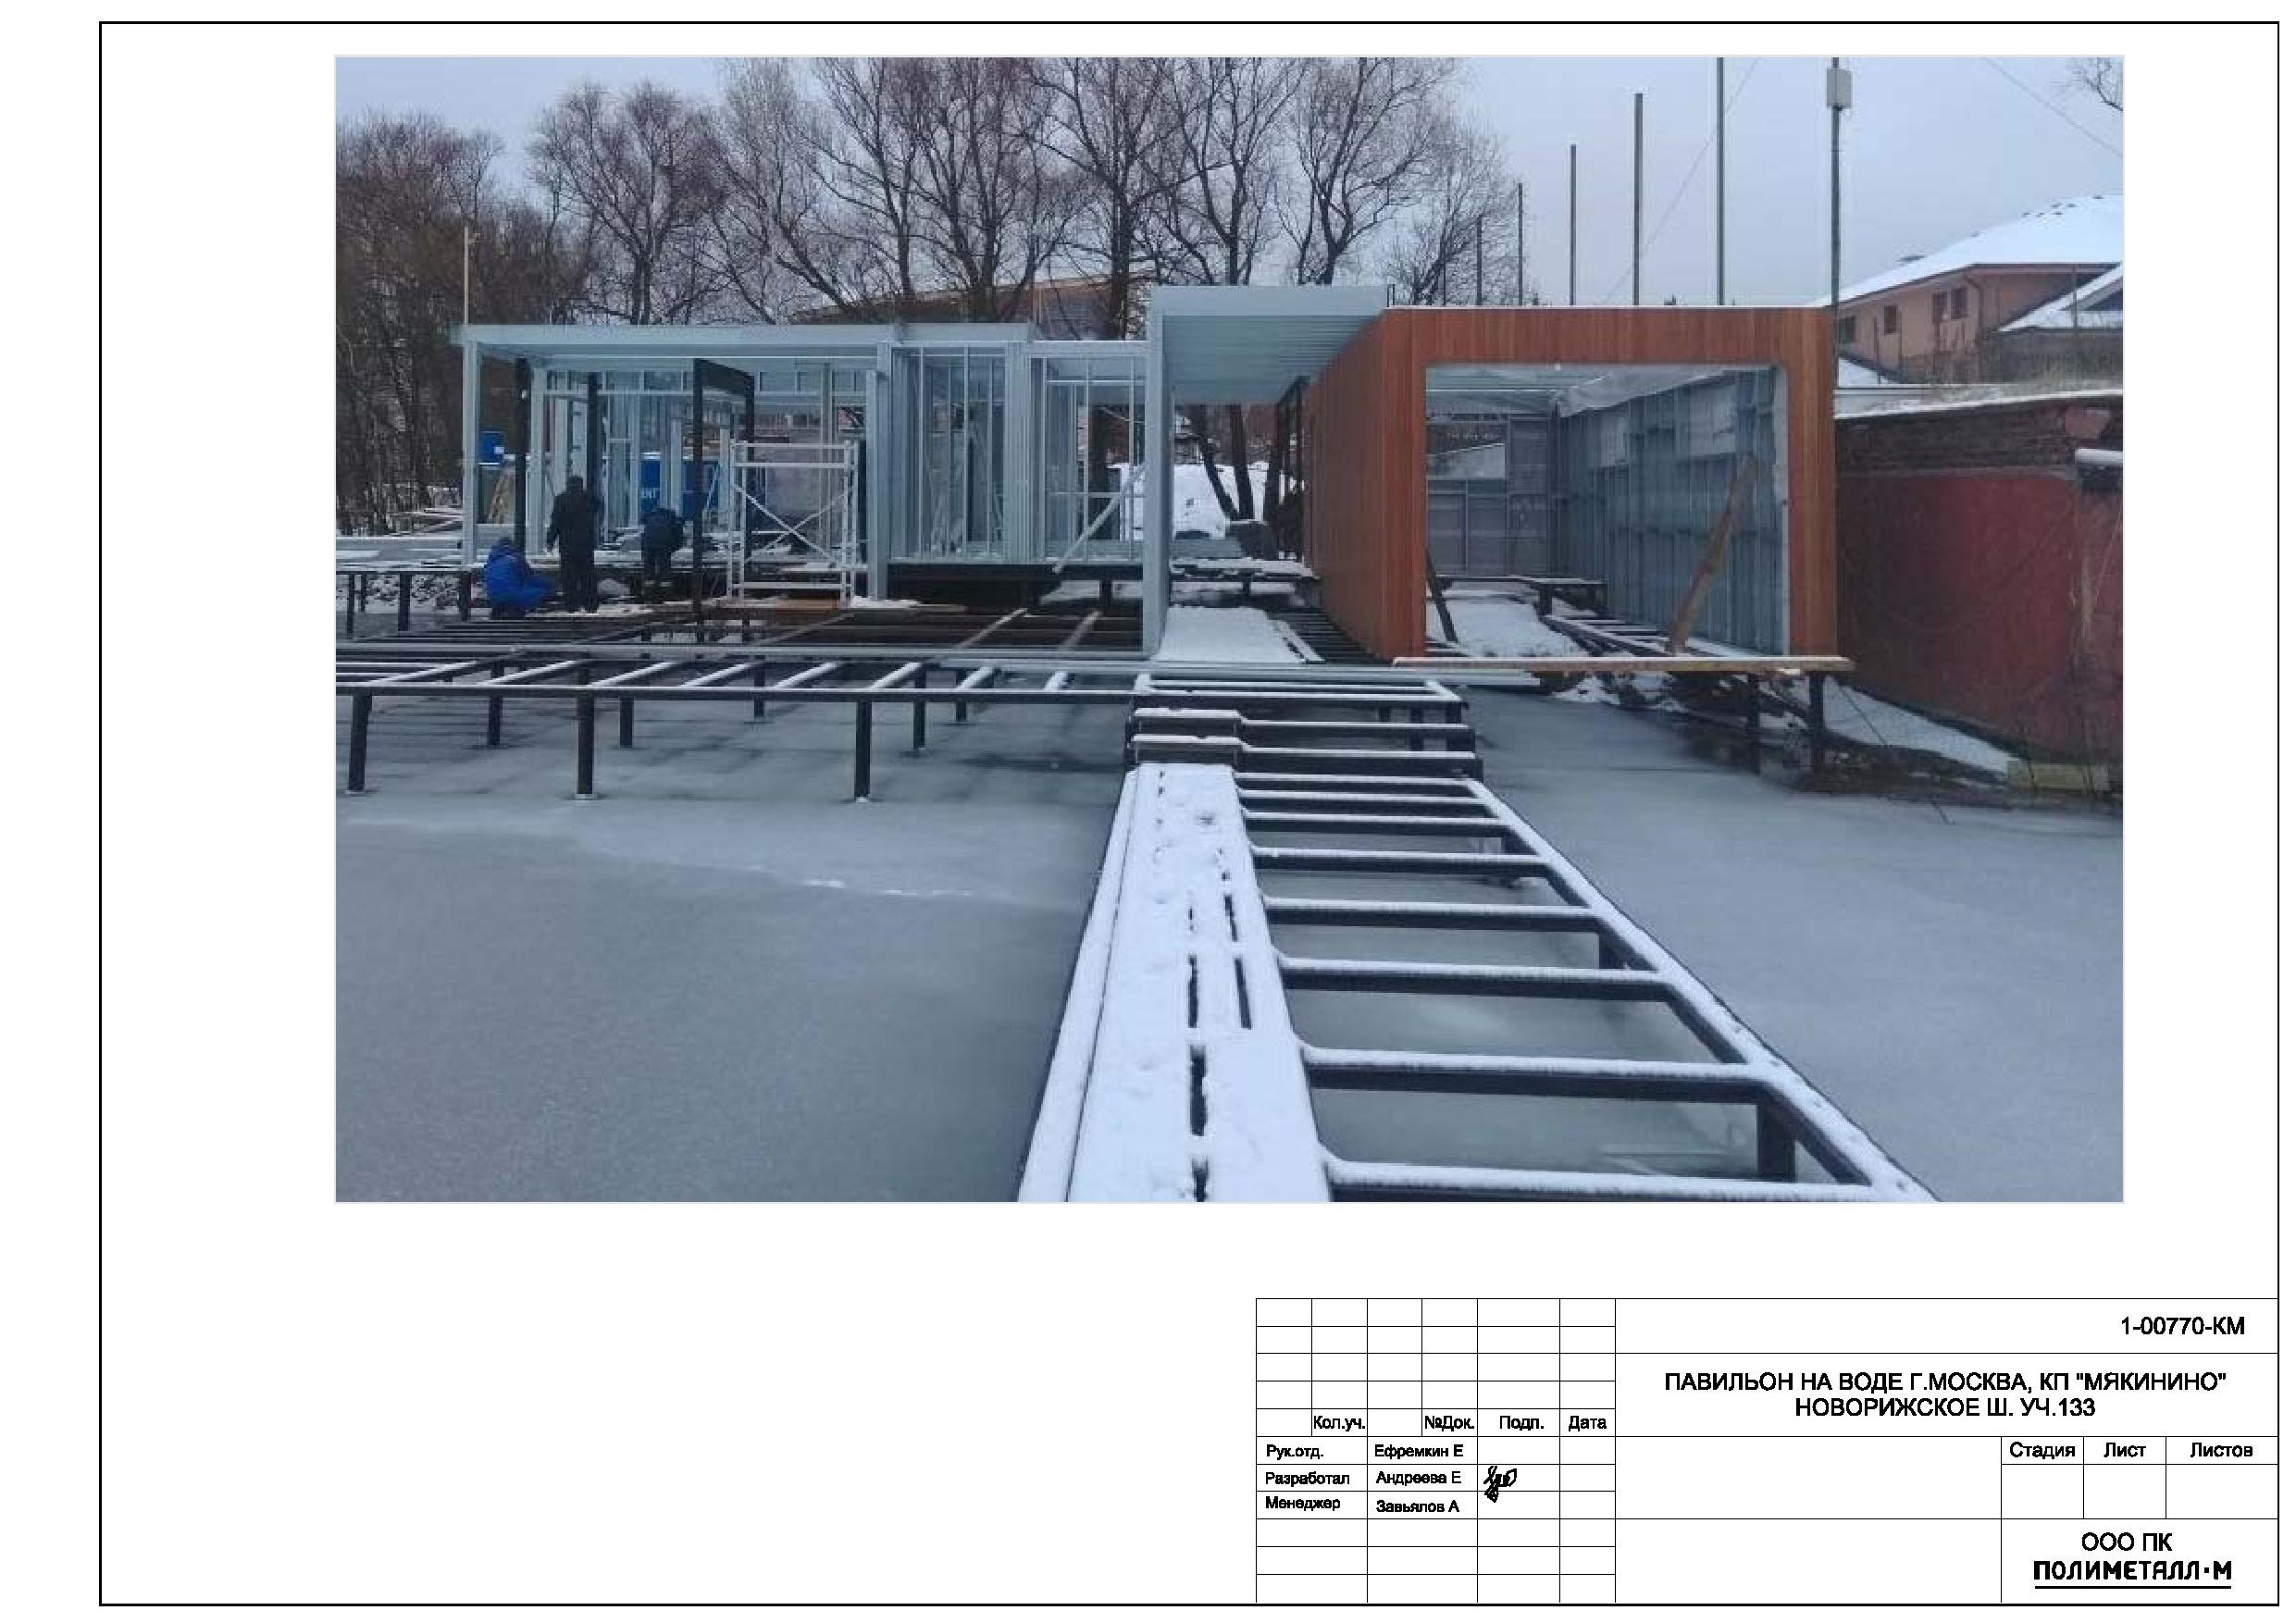 1-00770-КМ
ПАВИЛЬОН НА ВОДЕ Г.МОСКВА, КП "МЯКИНИНО"
НОВОРИЖСКОЕ Ш. УЧ.133
Кол.уч. №Док. Подп. Дата
Рук.отд. Ефремкин Е
Разработал Андреева Е
Менеджер Завьялов А
Стадия Лист Листов
ООО ПК
ПОЛИМЕТАЛЛ·М